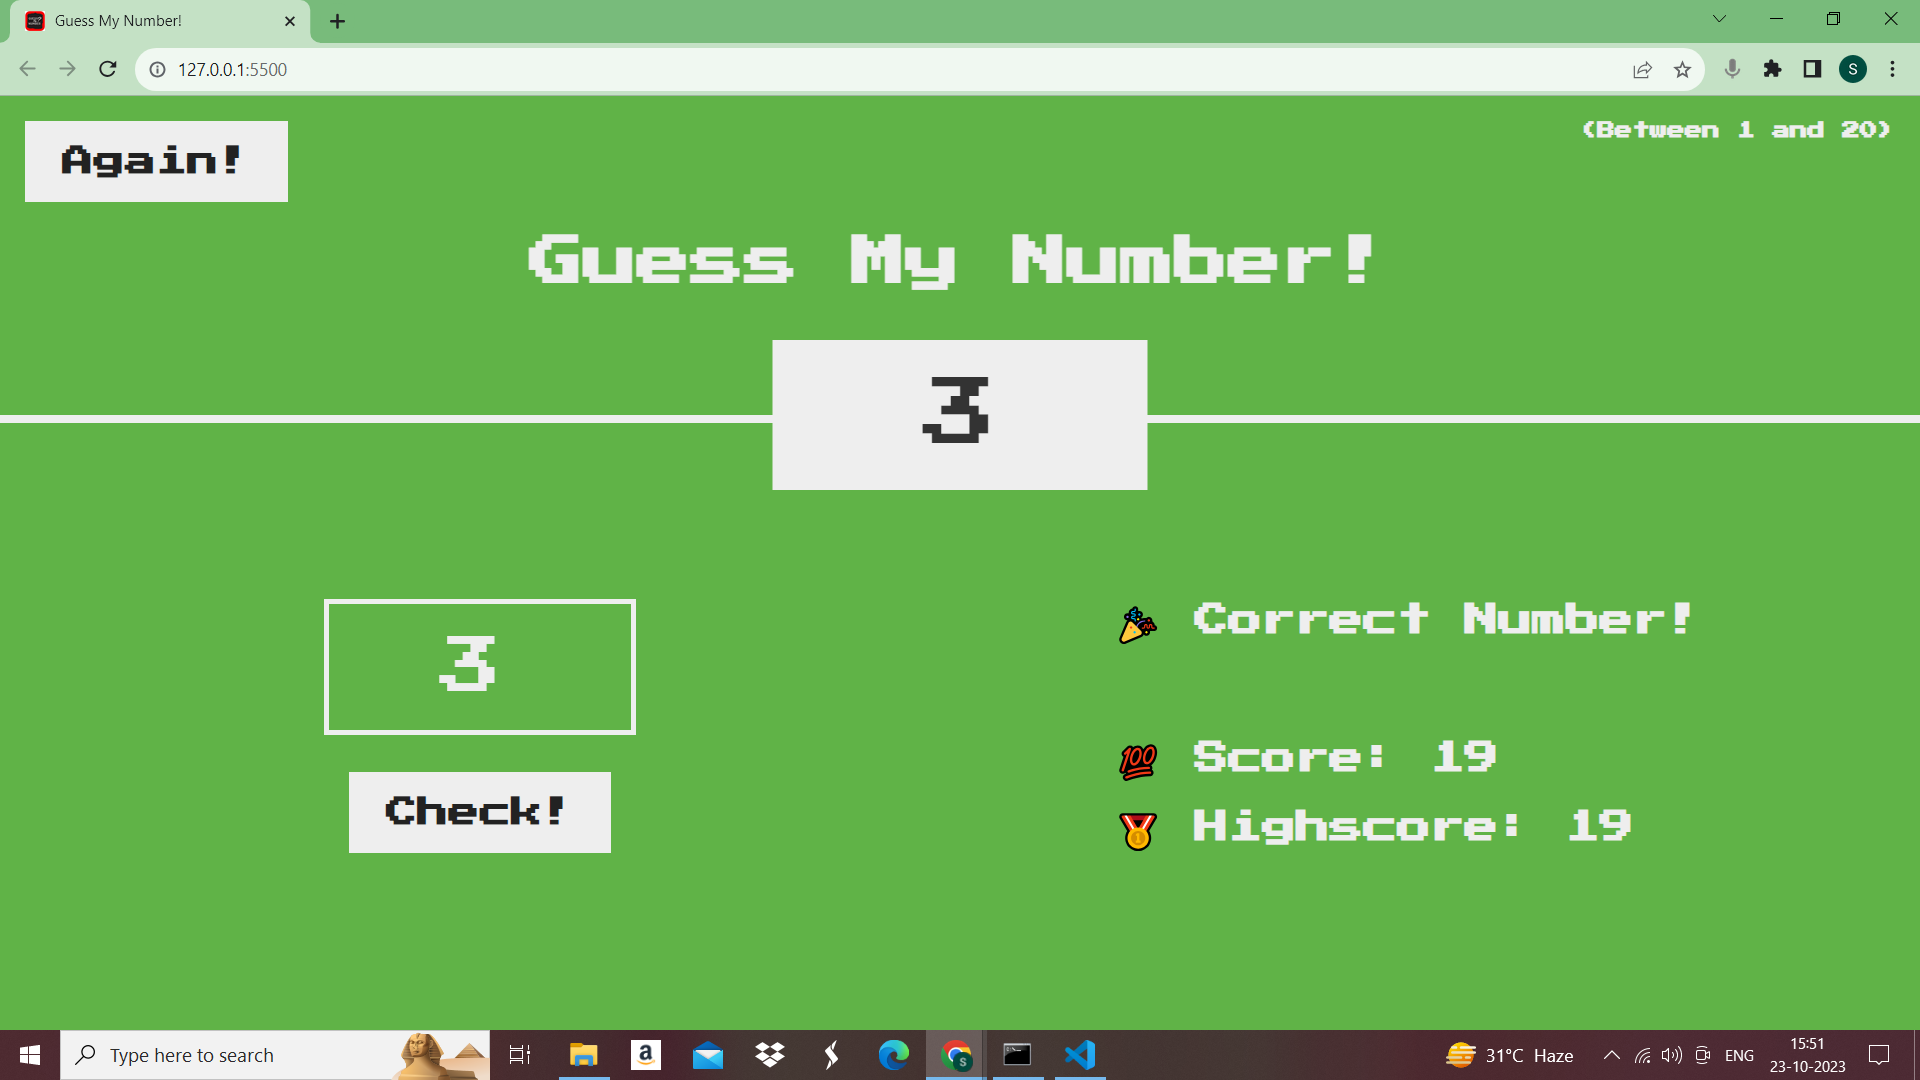 Guess My Number!
127.0.0.1:5500
S
Again!
(Between 1 and 20)
Guess My Number!
3
3
Check!
🎉 Correct Number!
💯 Score: 19
🥇 Highscore: 19
Type here to search
31°C Haze
ENG
15:51
23-10-2023